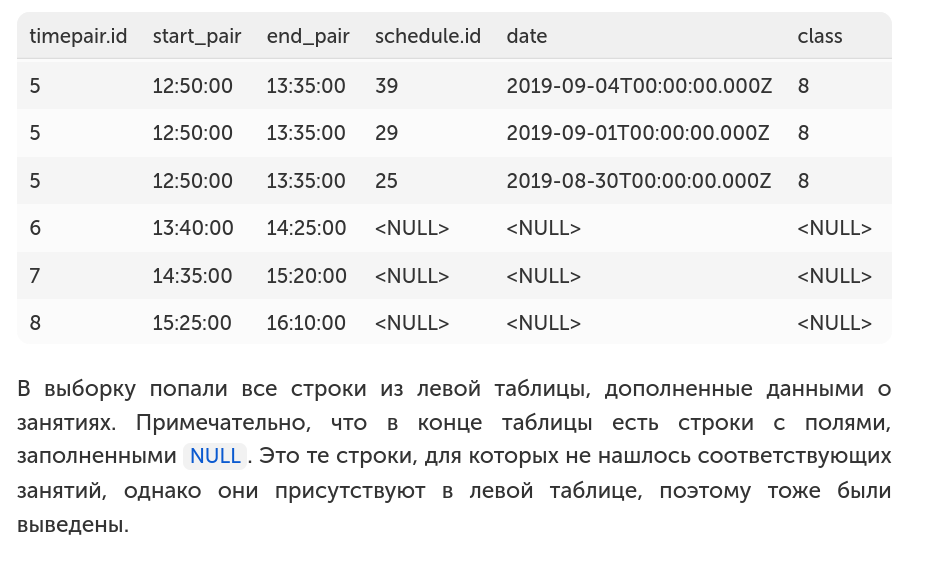 timepair.id start_pair end_pair schedule.id date class
5 12:50:00 13:35:00 39 2019-09-04T00:00:00.000Z 8
5 12:50:00 13:35:00 29 2019-09-01T00:00:00.000Z 8
5 12:50:00 13:35:00 25 2019-08-30T00:00:00.000Z 8
6 13:40:00 14:25:00 <NULL> <NULL> <NULL>
7 14:35:00 15:20:00 <NULL> <NULL> <NULL>
8 15:25:00 16:10:00 <NULL> <NULL> <NULL>
В выборку попали все строки из левой таблицы, дополненные данными о
занятиях. Примечательно, что в конце таблицы есть строки с полями,
заполненными NULL. Это те строки, для которых не нашлось соответствующих
занятий, однако они присутствуют в левой таблице, поэтому тоже были
выведены.